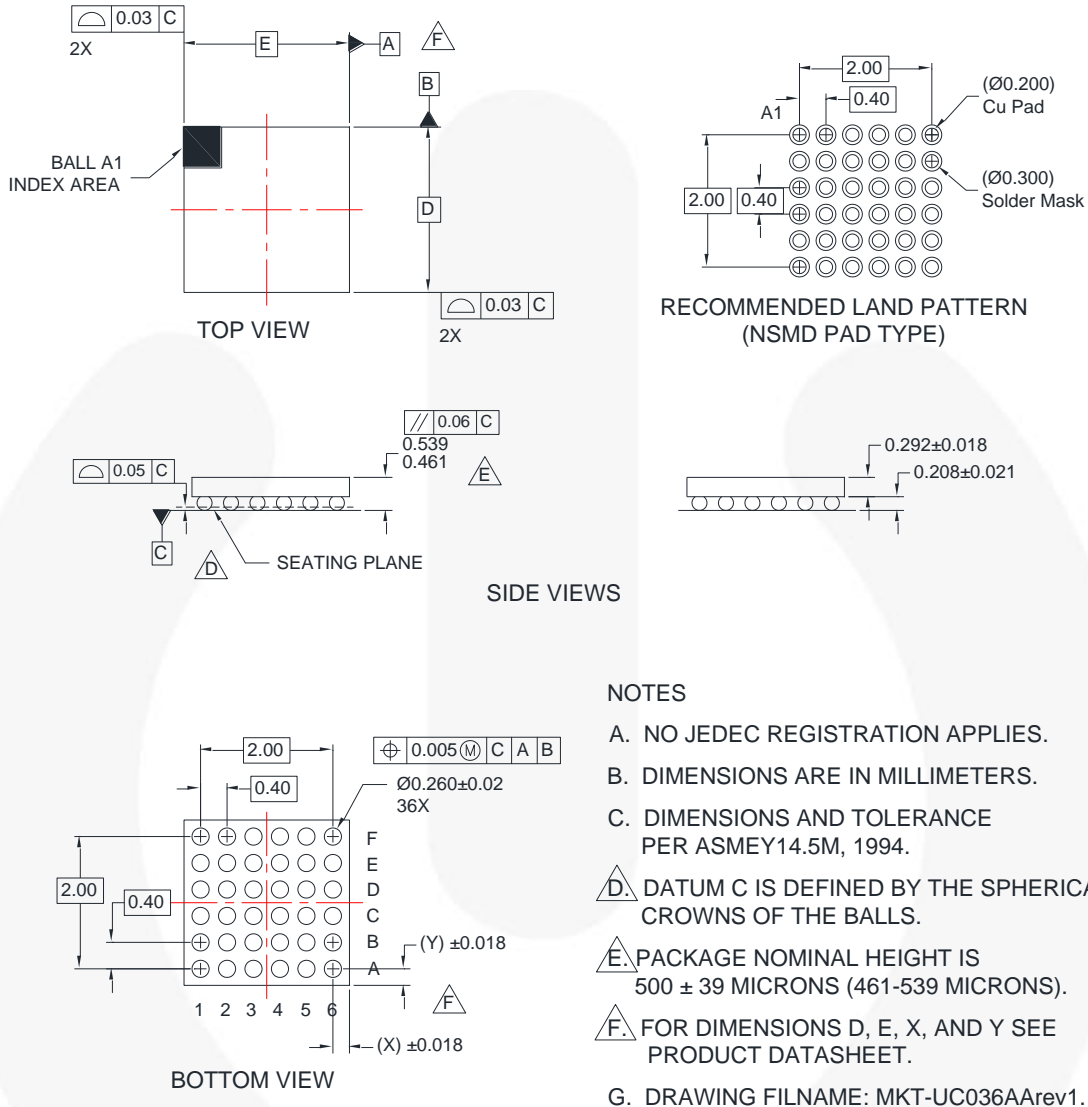 0.03 C
2X
E
A
F
B
BALL A1
INDEX AREA
D
0.03 C
2X
TOP VIEW
2.00
0.40
A1
(Ø0.200)
Cu Pad
2.00
0.40
(Ø0.300)
Solder Mask
RECOMMENDED LAND PATTERN
(NSMD PAD TYPE)
// 0.06 C
0.539
0.461
E
0.05 C
C
D
SEATING PLANE
0.292±0.018
0.208±0.021
SIDE VIEWS
2.00
0.40
⌖ 0.005 Ⓜ C A B
Ø0.260±0.02
36X
2.00
0.40
F
E
D
C
B
A
1 2 3 4 5 6
(Y) ±0.018
F
(X) ±0.018
BOTTOM VIEW
NOTES
A. NO JEDEC REGISTRATION APPLIES.
B. DIMENSIONS ARE IN MILLIMETERS.
C. DIMENSIONS AND TOLERANCE
PER ASMEY14.5M, 1994.
D. DATUM C IS DEFINED BY THE SPHERICA
CROWNS OF THE BALLS.
E. PACKAGE NOMINAL HEIGHT IS
500 ± 39 MICRONS (461-539 MICRONS).
F. FOR DIMENSIONS D, E, X, AND Y SEE
PRODUCT DATASHEET.
G. DRAWING FILNAME: MKT-UC036AArev1.